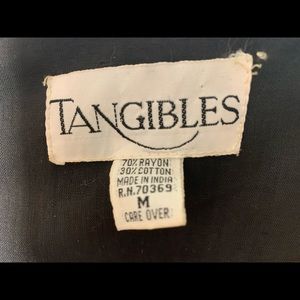 TANGIBLES
70% RAYON
30% COTTON
MADE IN INDIA
R.N. 70369
M
CARE OVER